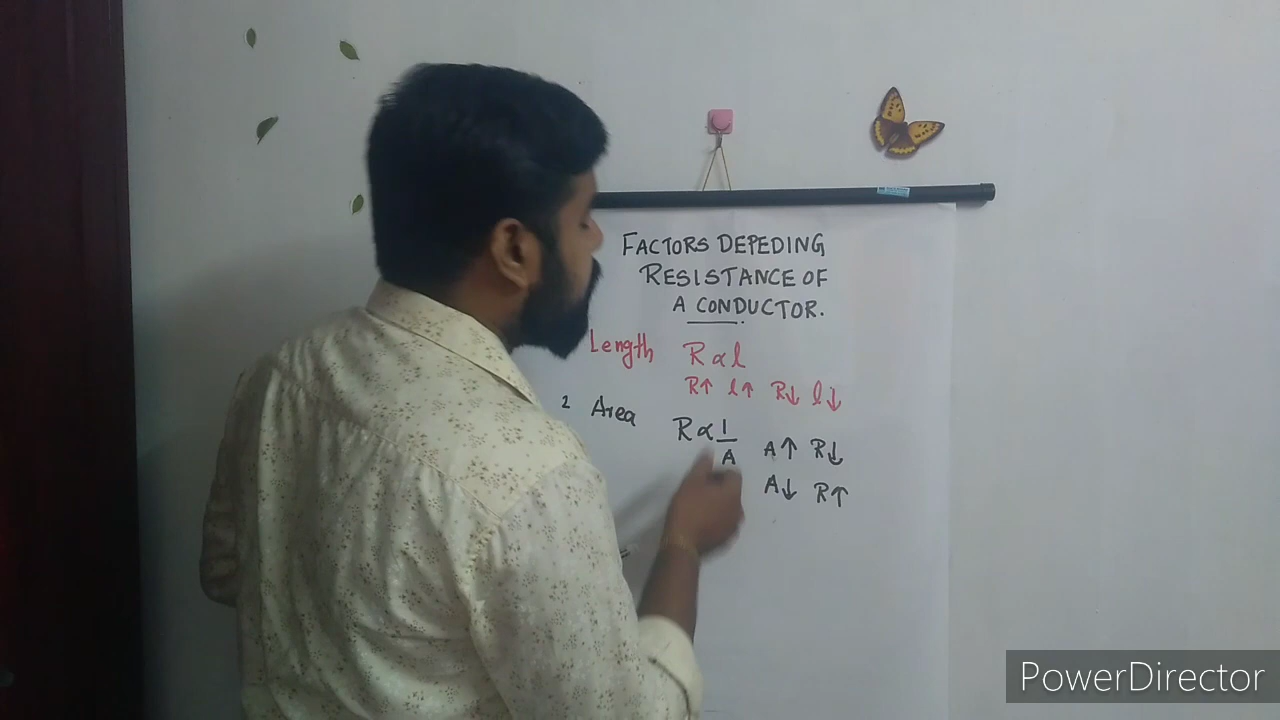 FACTORS DEPEDING
RESISTANCE OF
A CONDUCTOR.
Length R ∝ l
R↑ l↑ R↓ l↓
2 Area
R ∝ 1/A A↑ R↓
A↓ R↑
PowerDirector